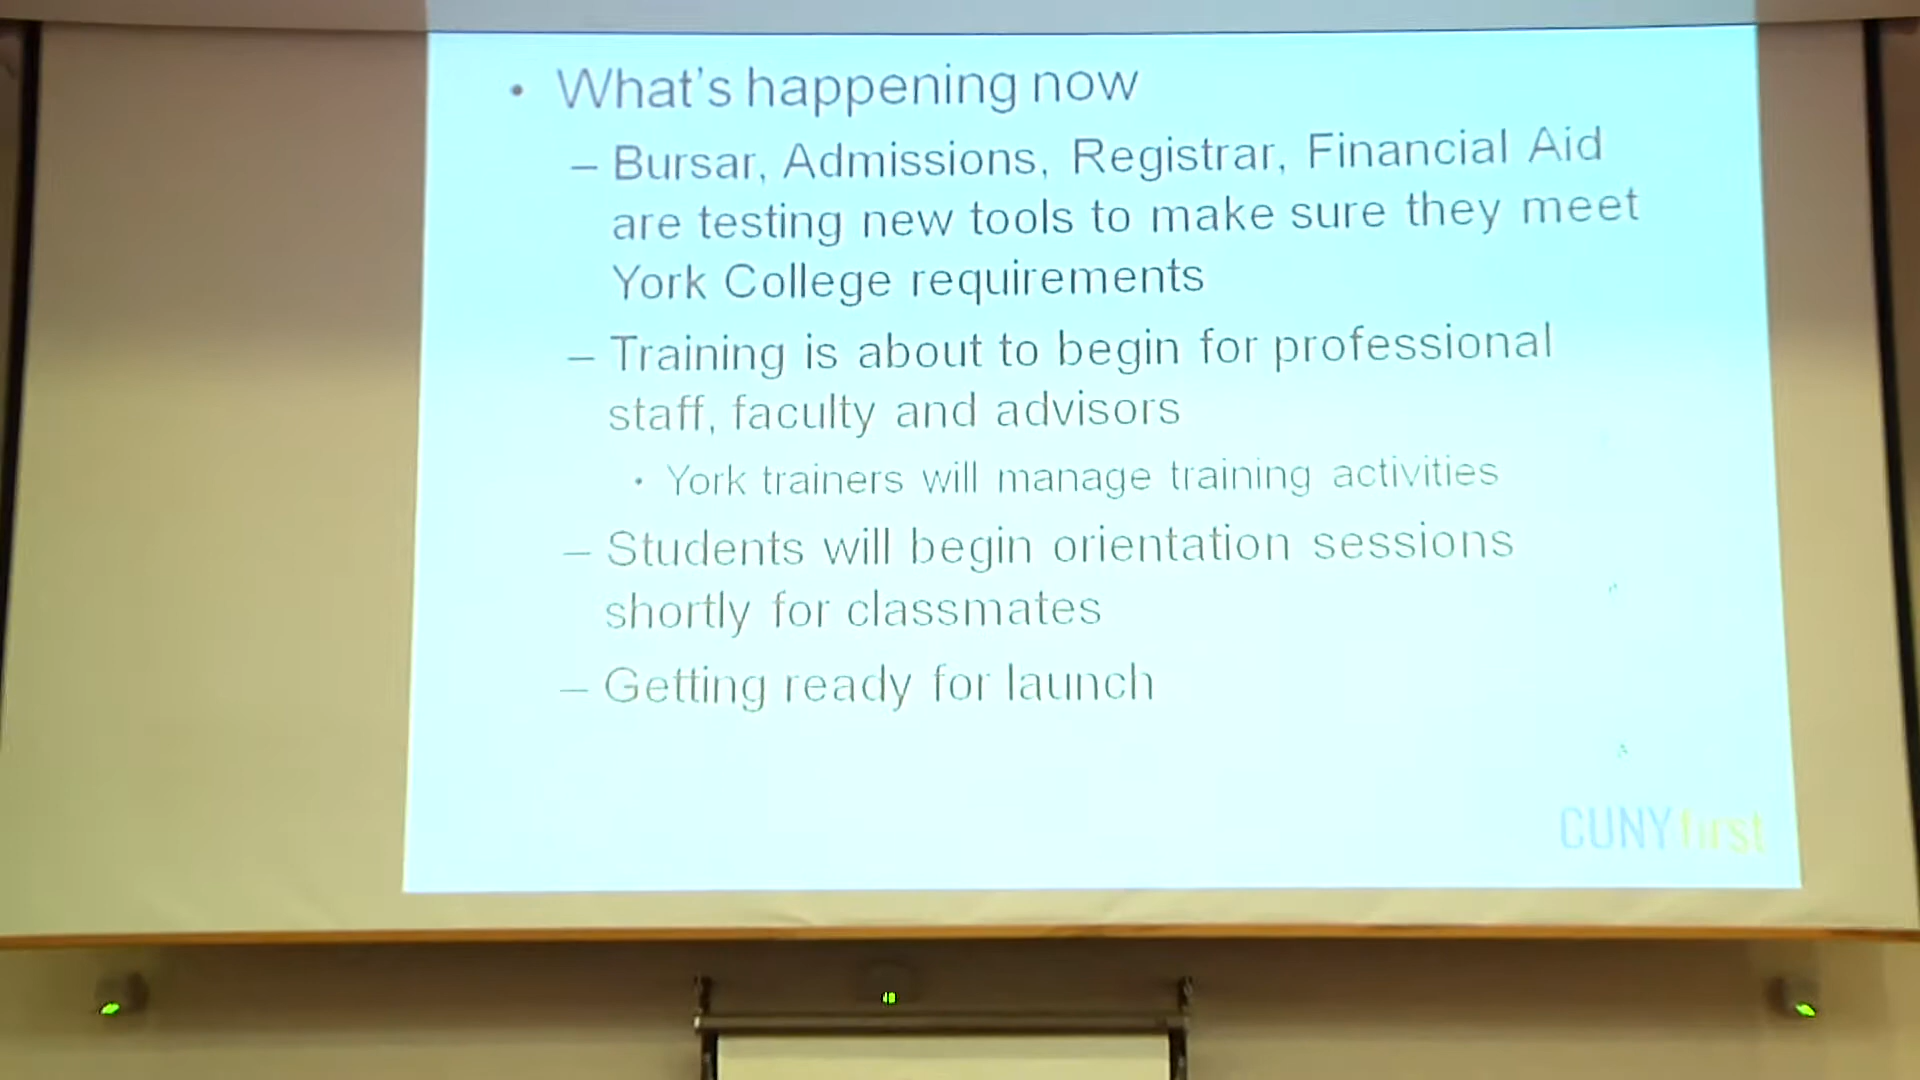 • What's happening now
– Bursar, Admissions, Registrar, Financial Aid
are testing new tools to make sure they meet
York College requirements
– Training is about to begin for professional
staff, faculty and advisors
• York trainers will manage training activities
– Students will begin orientation sessions
shortly for classmates
– Getting ready for launch
CUNYfirst